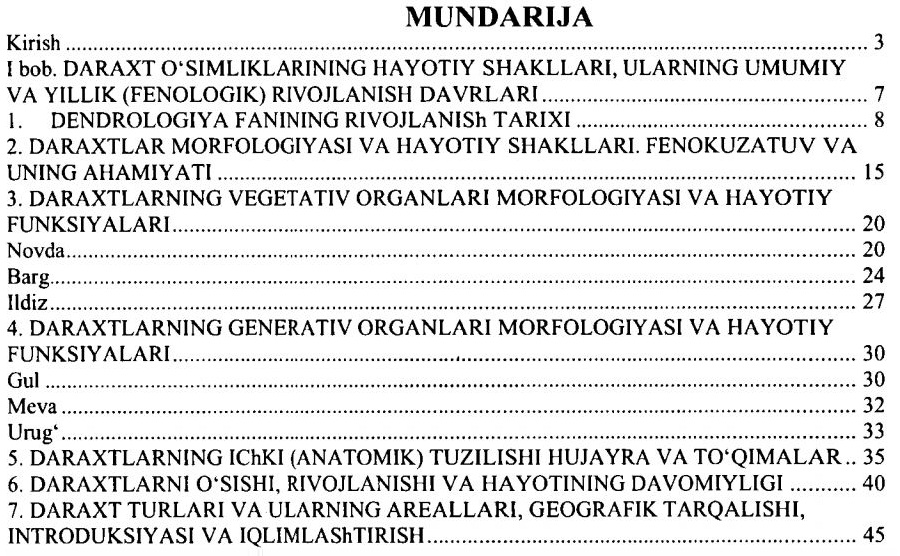 MUNDARIJA
Kirish ........ 3
I bob. DARAXT O‘SIMLIKLARINING HAYOTIY SHAKLLARI, ULARNING UMUMIY
VA YILLIK (FENOLOGIK) RIVOJLANISH DAVRLARI ........ 7
1. DENDROLOGIYA FANINING RIVOJLANISh TARIXI ........ 8
2. DARAXTLAR MORFOLOGIYASI VA HAYOTIY SHAKLLARI. FENOKUZATUV VA
UNING AHAMIYATI ........ 15
3. DARAXTLARNING VEGETATIV ORGANLARI MORFOLOGIYASI VA HAYOTIY
FUNKSIYALARI ........ 20
Novda ........ 20
Barg ........ 24
Ildiz ........ 27
4. DARAXTLARNING GENERATIV ORGANLARI MORFOLOGIYASI VA HAYOTIY
FUNKSIYALARI ........ 30
Gul ........ 30
Meva ........ 32
Urug‘ ........ 33
5. DARAXTLARNING IChKI (ANATOMIK) TUZILISHI HUJAYRA VA TO‘QIMALAR .. 35
6. DARAXTLARNI O‘SISHI, RIVOJLANISHI VA HAYOTINING DAVOMIYLIGI ........ 40
7. DARAXT TURLARI VA ULARNING AREALLARI, GEOGRAFIK TARQALISHI,
INTRODUKSIYASI VA IQLIMLAShTIRISH ........ 45